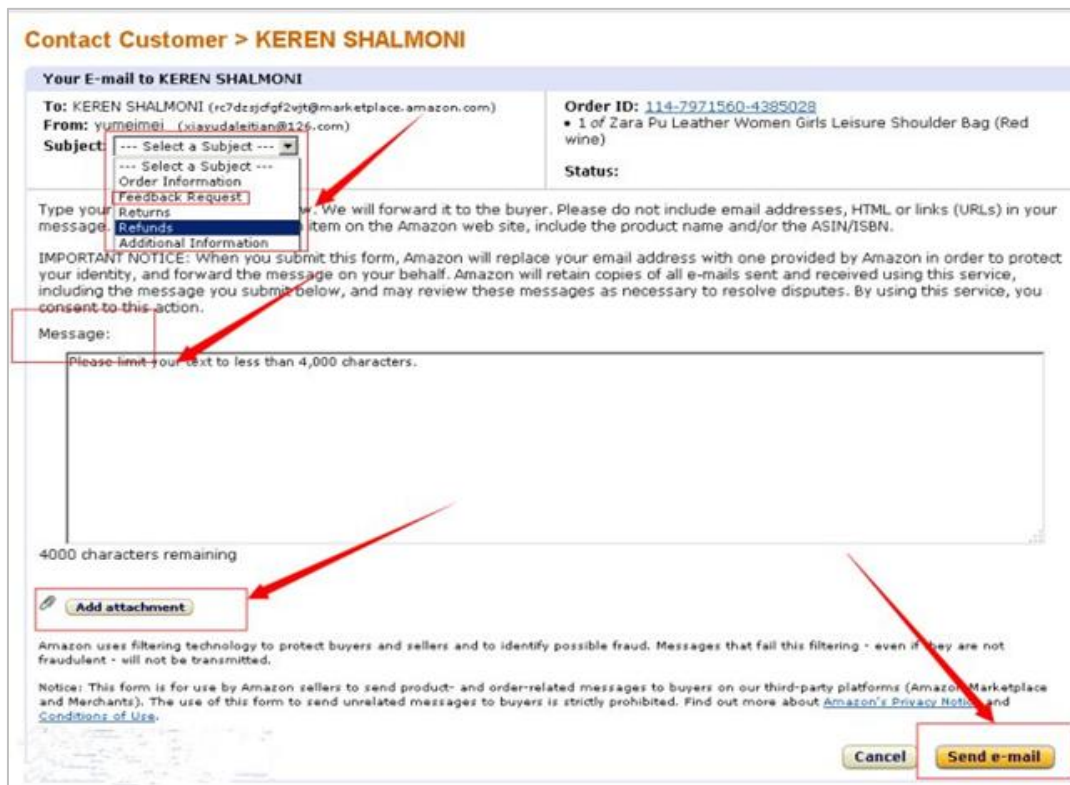 Contact Customer > KEREN SHALMONI
Your E-mail to KEREN SHALMONI
To: KEREN SHALMONI (rc7dzsjdfgf2vjt@marketplace.amazon.com)
From: yumeimei (xiayudaleitian@126.com)
Subject: --- Select a Subject ---
--- Select a Subject ---
Order Information
Feedback Request
Returns
Refunds
Additional Information
Order ID: 114-7971560-4385028
• 1 of Zara Pu Leather Women Girls Leisure Shoulder Bag (Red
wine)
Status:
Type your w. We will forward it to the buyer. Please do not include email addresses, HTML or links (URLs) in your
message. item on the Amazon web site, include the product name and/or the ASIN/ISBN.
IMPORTANT NOTICE: When you submit this form, Amazon will replace your email address with one provided by Amazon in order to protect
your identity, and forward the message on your behalf. Amazon will retain copies of all e-mails sent and received using this service,
including the message you submit below, and may review these messages as necessary to resolve disputes. By using this service, you
consent to this action.
Message:
Please limit your text to less than 4,000 characters.
4000 characters remaining
Add attachment
Amazon uses filtering technology to protect buyers and sellers and to identify possible fraud. Messages that fail this filtering - even if they are not
fraudulent - will not be transmitted.
Notice: This form is for use by Amazon sellers to send product- and order-related messages to buyers on our third-party platforms (Amazon Marketplace
and Merchants). The use of this form to send unrelated messages to buyers is strictly prohibited. Find out more about Amazon's Privacy Notice and
Conditions of Use.
Cancel
Send e-mail